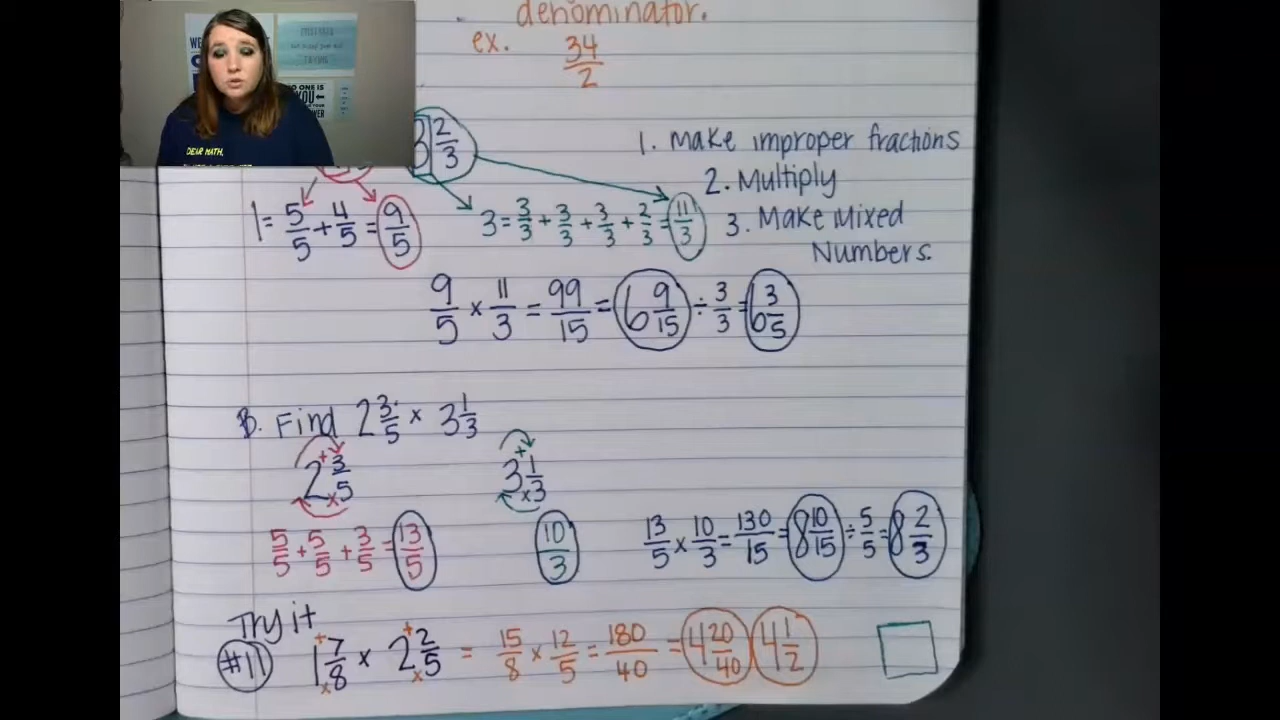 denominator.
ex. 34/2
2/3
1. Make improper fractions
2. Multiply
3. Make Mixed
Numbers.
1 = 5/5 + 4/5 = 9/5
3 = 3/3 + 3/3 + 3/3 + 2/3 = 11/3
9/5 × 11/3 = 99/15 = 6 9/15 ÷ 3/3 = 6 3/5
B. Find 2 3/5 × 3 1/3
2 3/5 + ×
3 1/3 + ×
5/5 + 5/5 + 3/5 = 13/5
10/3
13/5 × 10/3 = 130/15 = 8 10/15 ÷ 5/5 = 8 2/3
Try it
#11 1 7/8 × 2 2/5 = 15/8 × 12/5 = 180/40 = 4 20/40 4 1/2
DEAR MATH,